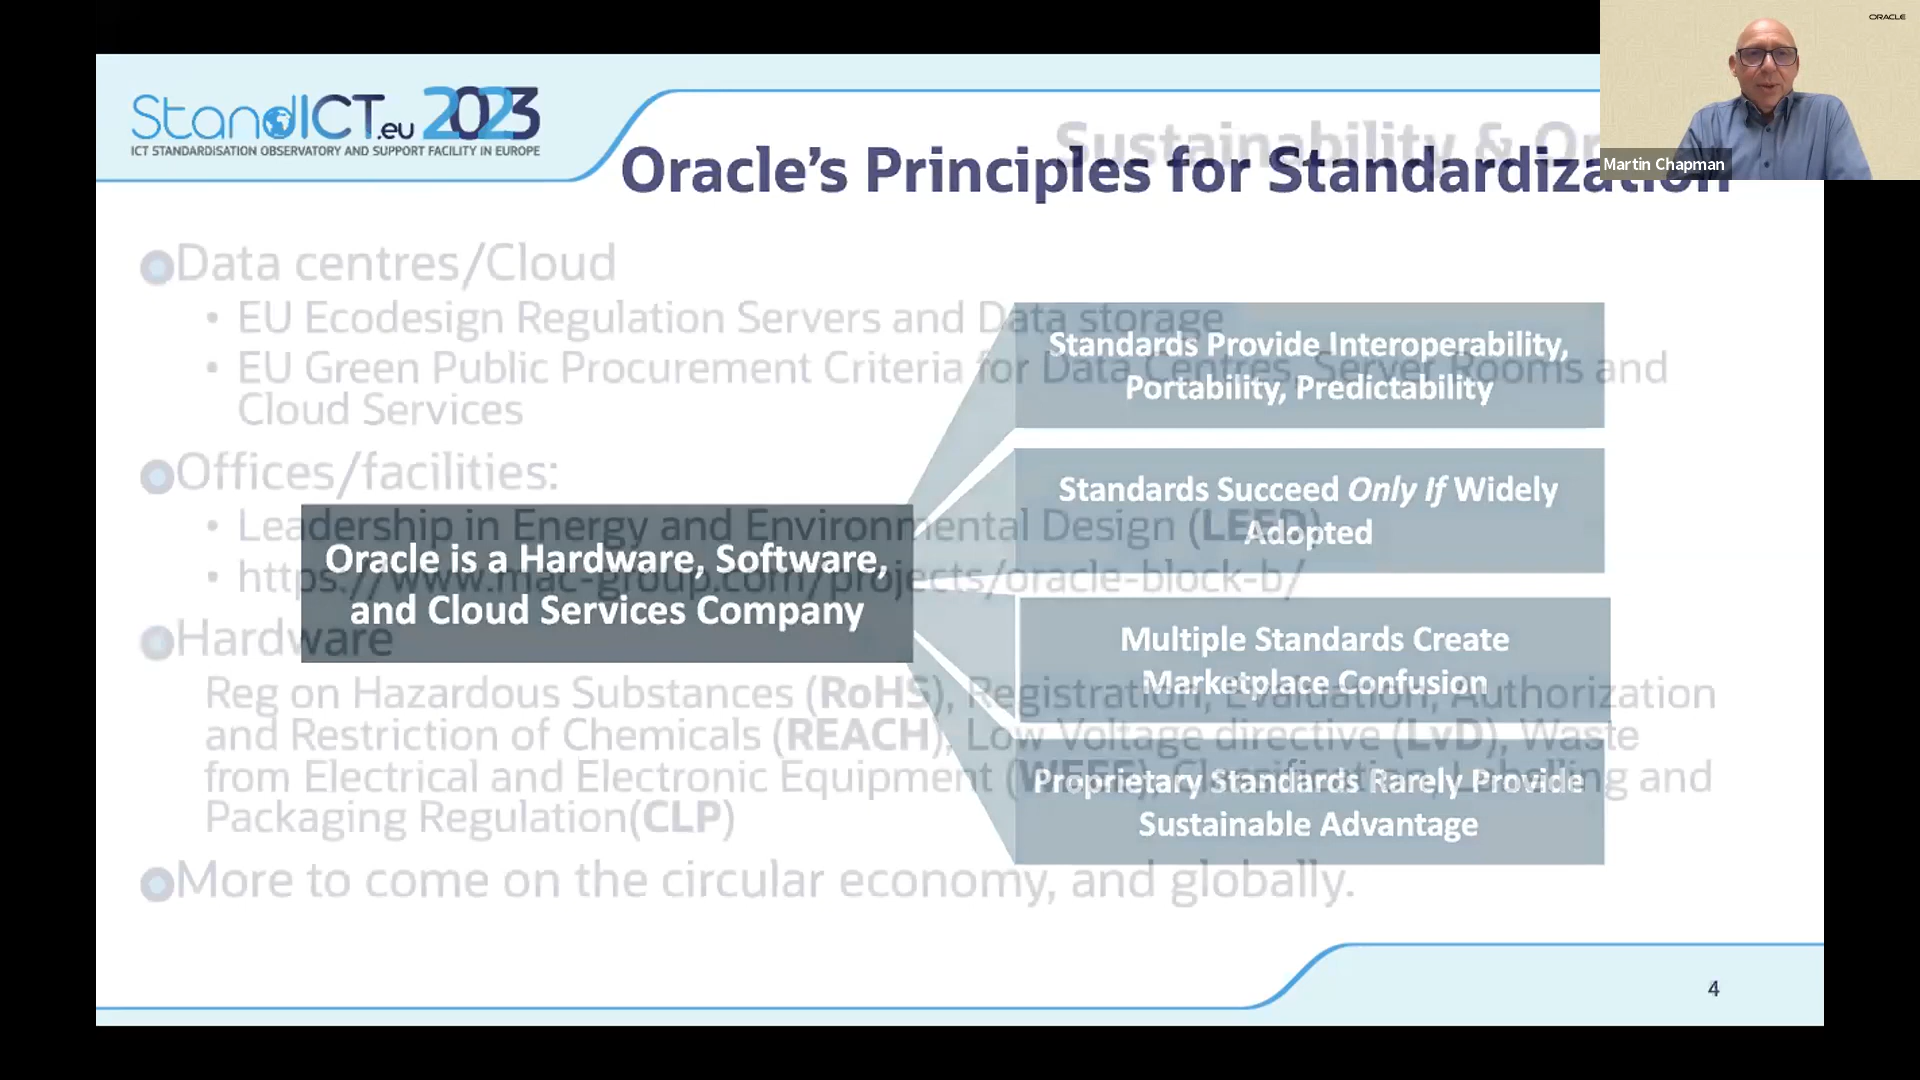 ORACLE
Martin Chapman
StandICT.eu 2023
ICT STANDARDISATION OBSERVATORY AND SUPPORT FACILITY IN EUROPE
Sustainability & Or
Oracle's Principles for Standardization
Data centres/Cloud
• EU Ecodesign Regulation Servers and Data storage
• EU Green Public Procurement Criteria for Data Centres, Server Rooms and
Cloud Services
Offices/facilities:
• Leadership in Energy and Environmental Design (LEED)
• https://www.mac-group.com/projects/oracle-block-b/
Hardware
Reg on Hazardous Substances (RoHS), Registration, Evaluation, Authorization
and Restriction of Chemicals (REACH), Low Voltage directive (LvD), Waste
from Electrical and Electronic Equipment (WEEE), Classification, Labelling and
Packaging Regulation(CLP)
More to come on the circular economy, and globally.
Oracle is a Hardware, Software,
and Cloud Services Company
Standards Provide Interoperability,
Portability, Predictability
Standards Succeed Only If Widely
Adopted
Multiple Standards Create
Marketplace Confusion
Proprietary Standards Rarely Provide
Sustainable Advantage
4